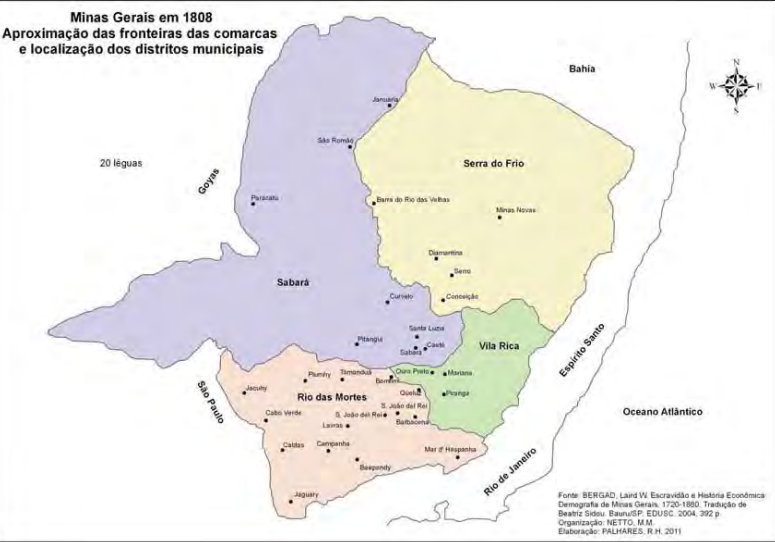 Minas Gerais em 1808
Aproximação das fronteiras das comarcas
e localização dos distritos municipais
Bahia
N
W E
S
Januária
São Romão
Serra do Frio
20 léguas
Goyas
Paracatu
Barra do Rio das Velhas
Minas Novas
Diamantina
Serro
Sabará
Curvelo
Conceição
Santa Luzia
Pitangui
Caeté
Sabará
Vila Rica
Espírito Santo
Ouro Preto
Mariana
Piumhy
Tamandua
Bomfim
Jacuhy
Queluz
Piranga
São Paulo
Rio das Mortes
Cabo Verde
S. João del Rei
S. João del Rei
Barbacena
Oceano Atlântico
Lavras
Caldas
Campanha
Mar d' Hespanha
Baependy
Rio de Janeiro
Jaguary
Fonte: BERGAD, Laird W. Escravidão e História Econômica
Demografia de Minas Gerais, 1720-1880. Tradução de
Beatriz Sidou. Bauru/SP: EDUSC, 2004, 392 p.
Organização: NETTO, M.M.
Elaboração: PALHARES, R.H. 2011